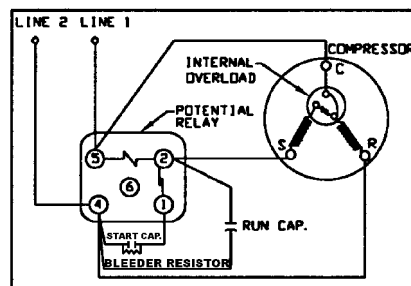 LINE 2 LINE 1
COMPRESSOR
INTERNAL
OVERLOAD
C
POTENTIAL
RELAY
S
R
5
2
6
4
1
START CAP.
RUN CAP.
BLEEDER RESISTOR